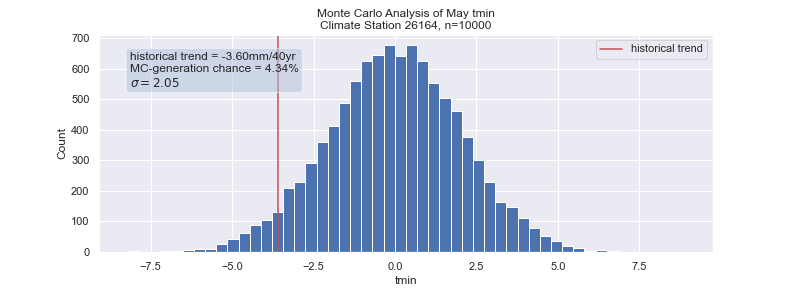 Monte Carlo Analysis of May tmin
Climate Station 26164, n=10000
historical trend = -3.60mm/40yr
MC-generation chance = 4.34%
σ = 2.05
historical trend
Count
700
600
500
400
300
200
100
0
−7.5
−5.0
−2.5
0.0
2.5
5.0
7.5
tmin